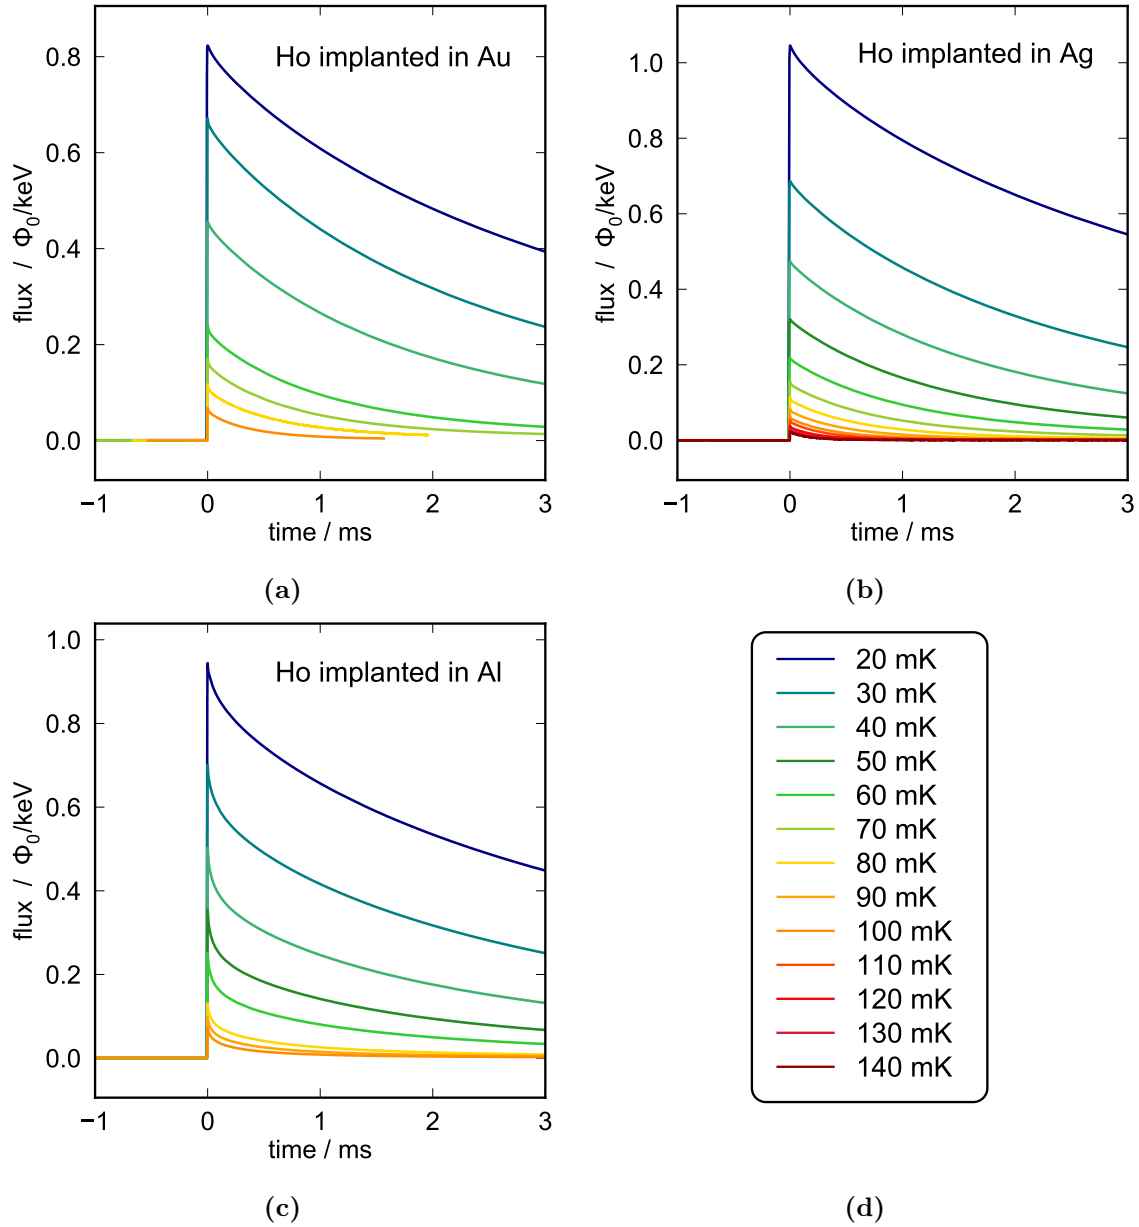 Ho implanted in Au
0.8
0.6
0.4
0.2
0.0
flux / Φ₀/keV
−1
0
1
2
3
time / ms
(a)
Ho implanted in Ag
1.0
0.8
0.6
0.4
0.2
0.0
flux / Φ₀/keV
−1
0
1
2
3
time / ms
(b)
Ho implanted in Al
1.0
0.8
0.6
0.4
0.2
0.0
flux / Φ₀/keV
−1
0
1
2
3
time / ms
(c)
20 mK
30 mK
40 mK
50 mK
60 mK
70 mK
80 mK
90 mK
100 mK
110 mK
120 mK
130 mK
140 mK
(d)